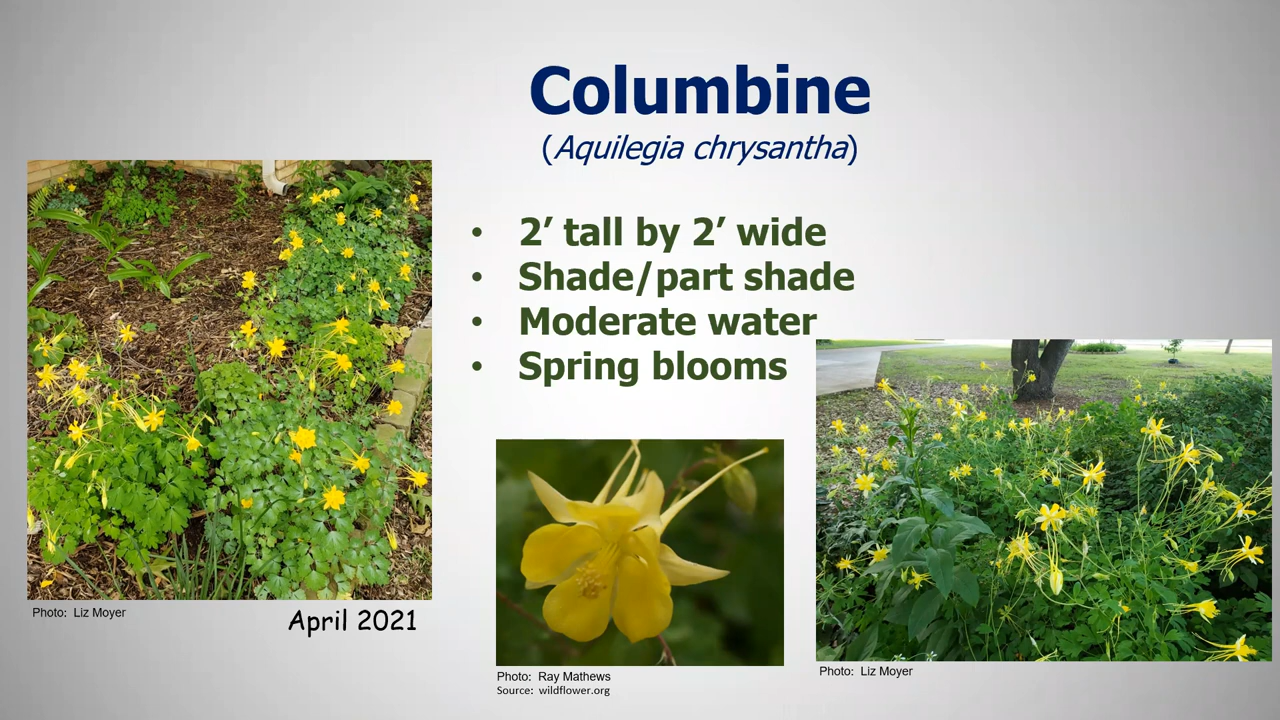 Columbine
(Aquilegia chrysantha)
• 2′ tall by 2′ wide
• Shade/part shade
• Moderate water
• Spring blooms
Photo: Liz Moyer
April 2021
Photo: Ray Mathews
Source: wildflower.org
Photo: Liz Moyer